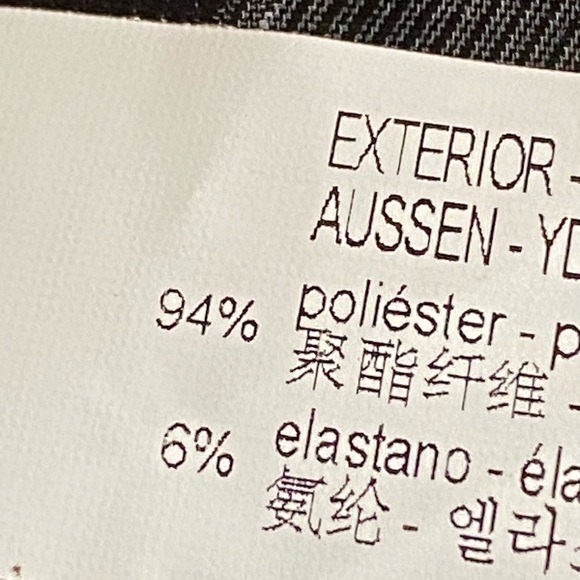 EXTERIOR -
AUSSEN - YD
94% poliéster - p
聚酯纤维 -
6% elastano - éla
氨纶 - 엘라